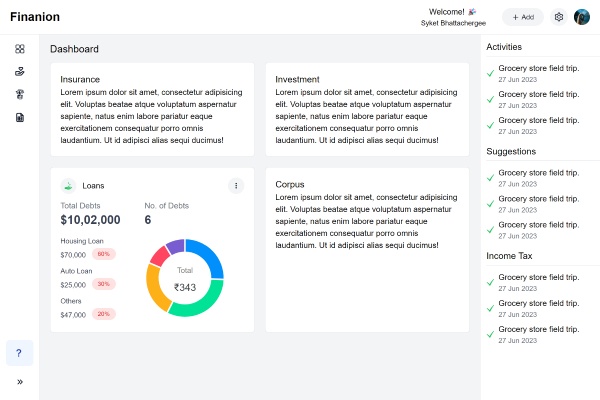 Finanion
Welcome! 🎉
Syket Bhattachergee
+ Add
Dashboard
Insurance
Lorem ipsum dolor sit amet, consectetur adipisicing
elit. Voluptas beatae atque voluptatum aspernatur
sapiente, natus enim labore pariatur eaque
exercitationem consequatur porro omnis
laudantium. Ut id adipisci alias sequi ducimus!
Investment
Lorem ipsum dolor sit amet, consectetur adipisicing
elit. Voluptas beatae atque voluptatum aspernatur
sapiente, natus enim labore pariatur eaque
exercitationem consequatur porro omnis
laudantium. Ut id adipisci alias sequi ducimus!
Loans
Total Debts
$10,02,000
No. of Debts
6
Housing Loan
$70,000 60%
Auto Loan
$25,000 30%
Others
$47,000 20%
Total
₹343
Corpus
Lorem ipsum dolor sit amet, consectetur adipisicing
elit. Voluptas beatae atque voluptatum aspernatur
sapiente, natus enim labore pariatur eaque
exercitationem consequatur porro omnis
laudantium. Ut id adipisci alias sequi ducimus!
Activities
Grocery store field trip.
27 Jun 2023
Grocery store field trip.
27 Jun 2023
Grocery store field trip.
27 Jun 2023
Suggestions
Grocery store field trip.
27 Jun 2023
Grocery store field trip.
27 Jun 2023
Grocery store field trip.
27 Jun 2023
Income Tax
Grocery store field trip.
27 Jun 2023
Grocery store field trip.
27 Jun 2023
Grocery store field trip.
27 Jun 2023
?
»